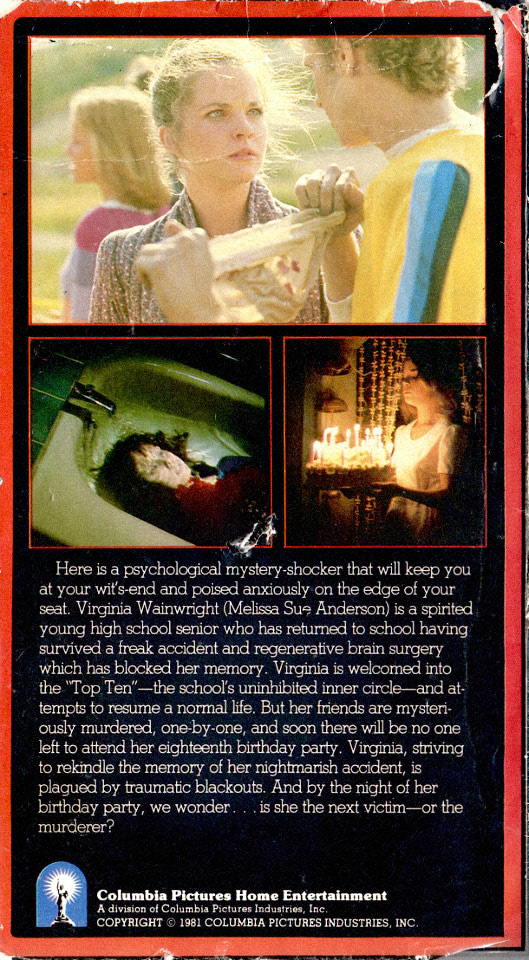 Here is a psychological mystery-shocker that will keep you
at your wit's-end and poised anxiously on the edge of your
seat. Virginia Wainwright (Melissa Sue Anderson) is a spirited
young high school senior who has returned to school having
survived a freak accident and regenerative brain surgery
which has blocked her memory. Virginia is welcomed into
the "Top Ten"—the school's uninhibited inner circle—and at-
tempts to resume a normal life. But her friends are mysteri-
ously murdered, one-by-one, and soon there will be no one
left to attend her eighteenth birthday party. Virginia, striving
to rekindle the memory of her nightmarish accident, is
plagued by traumatic blackouts. And by the night of her
birthday party, we wonder . . . is she the next victim—or the
murderer?
Columbia Pictures Home Entertainment
A division of Columbia Pictures Industries, Inc.
COPYRIGHT © 1981 COLUMBIA PICTURES INDUSTRIES, INC.